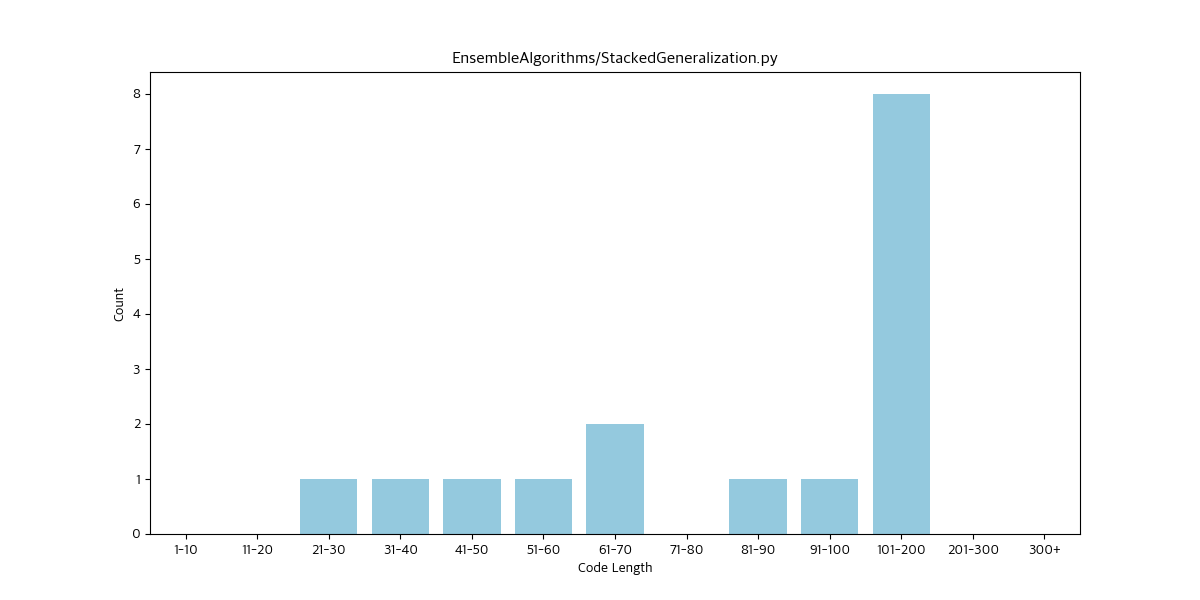 EnsembleAlgorithms/StackedGeneralization.py
8
7
6
5
4
3
2
1
0
Count
1-10 11-20 21-30 31-40 41-50 51-60 61-70 71-80 81-90 91-100 101-200 201-300 300+
Code Length